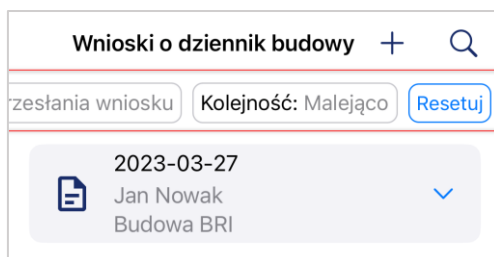 Wnioski o dziennik budowy
rzesłania wniosku Kolejność: Malejąco Resetuj
2023-03-27
Jan Nowak
Budowa BRI